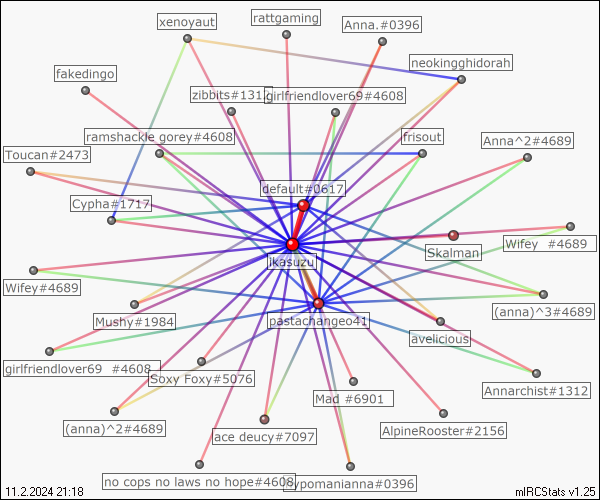 rattgaming
xenoyaut
Anna.#0396
neokingghidorah
fakedingo
zibbits#1312
girlfriendlover69#4608
ramshackle gorey#4608
frisout
Anna^2#4689
Toucan#2473
default#0617
Cypha#1717
Wifey #4689
Skalman
jkasuzu
Wifey#4689
(anna)^3#4689
Mushy#1984
pastachangeo41
avelicious
girlfriendlover69 #4608
Soxy Foxy#5076
Annarchist#1312
Mad #6901
(anna)^2#4689
AlpineRooster#2156
ace deucy#7097
no cops no laws no hope#4608
hypomanianna#0396
11.2.2024 21:18
mIRCStats v1.25